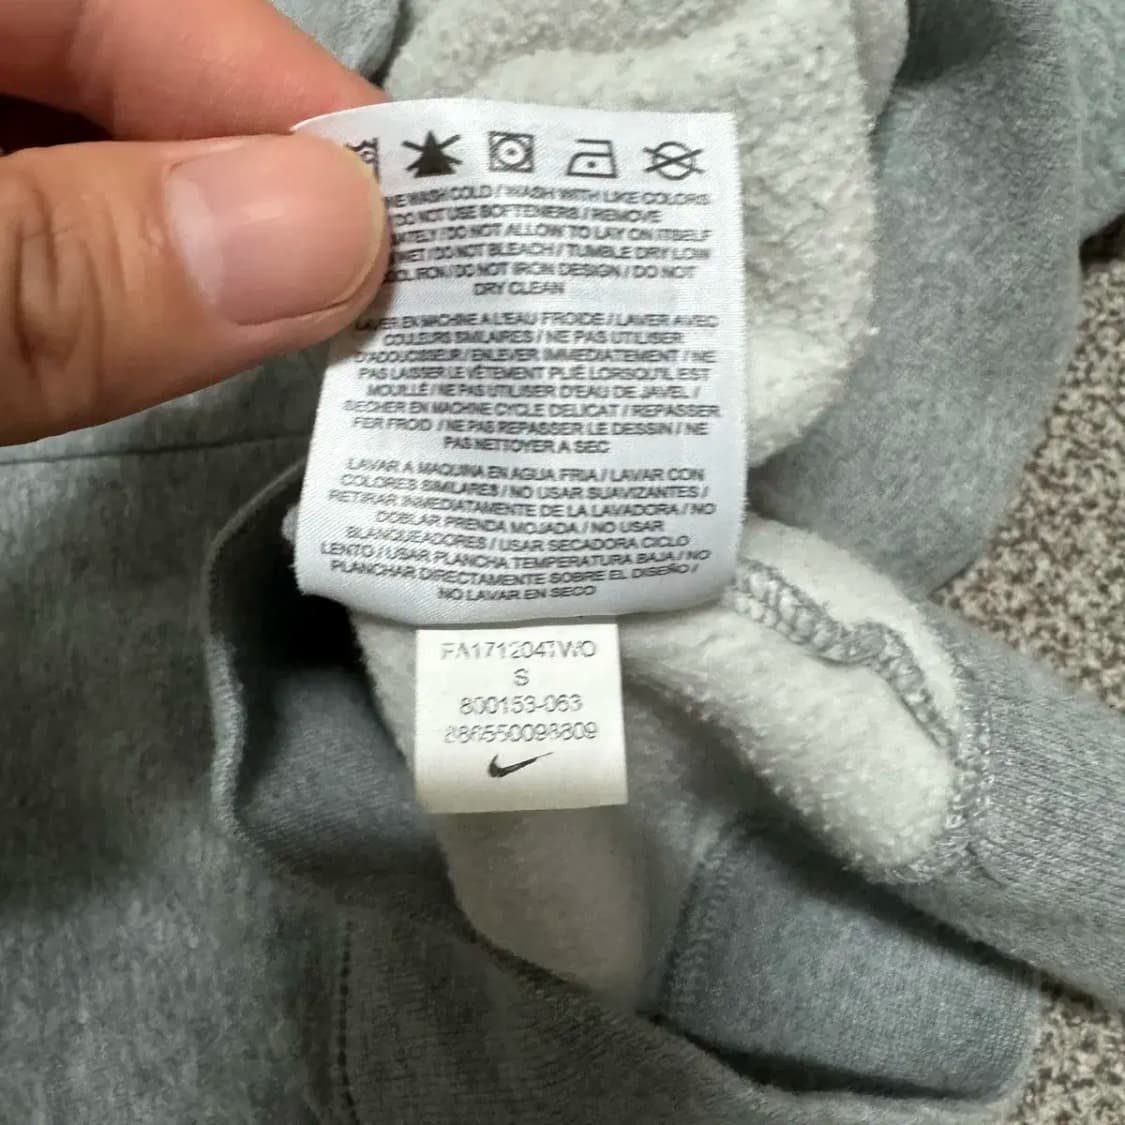 WASH COLD / WASH WITH LIKE COLORS
/ DO NOT USE SOFTENERS / REMOVE
/ DO NOT ALLOW TO LAY ON ITSELF
/ DO NOT BLEACH / TUMBLE DRY LOW
IRON / DO NOT IRON DESIGN / DO NOT
DRY CLEAN
LAVER EN MACHINE A L'EAU FROIDE / LAVER AVEC
COULEURS SIMILAIRES / NE PAS UTILISER
D'ADOUCISSEUR / ENLEVER IMMEDIATEMENT / NE
PAS LAISSER LE VÊTEMENT PLIÉ LORSQU'IL EST
MOUILLÉ / NE PAS UTILISER D'EAU DE JAVEL /
SECHER EN MACHINE CYCLE DELICAT / REPASSER
FER FROID / NE PAS REPASSER LE DESSIN / NE
PAS NETTOYER A SEC
LAVAR A MAQUINA EN AGUA FRIA / LAVAR CON
COLORES SIMILARES / NO USAR SUAVIZANTES /
RETIRAR INMEDIATAMENTE DE LA LAVADORA / NO
DOBLAR PRENDA MOJADA / NO USAR
BLANQUEADORES / USAR SECADORA CICLO
LENTO / USAR PLANCHA TEMPERATURA BAJA / NO
PLANCHAR DIRECTAMENTE SOBRE EL DISEÑO /
NO LAVAR EN SECO
FA171204TWO
S
800153-063